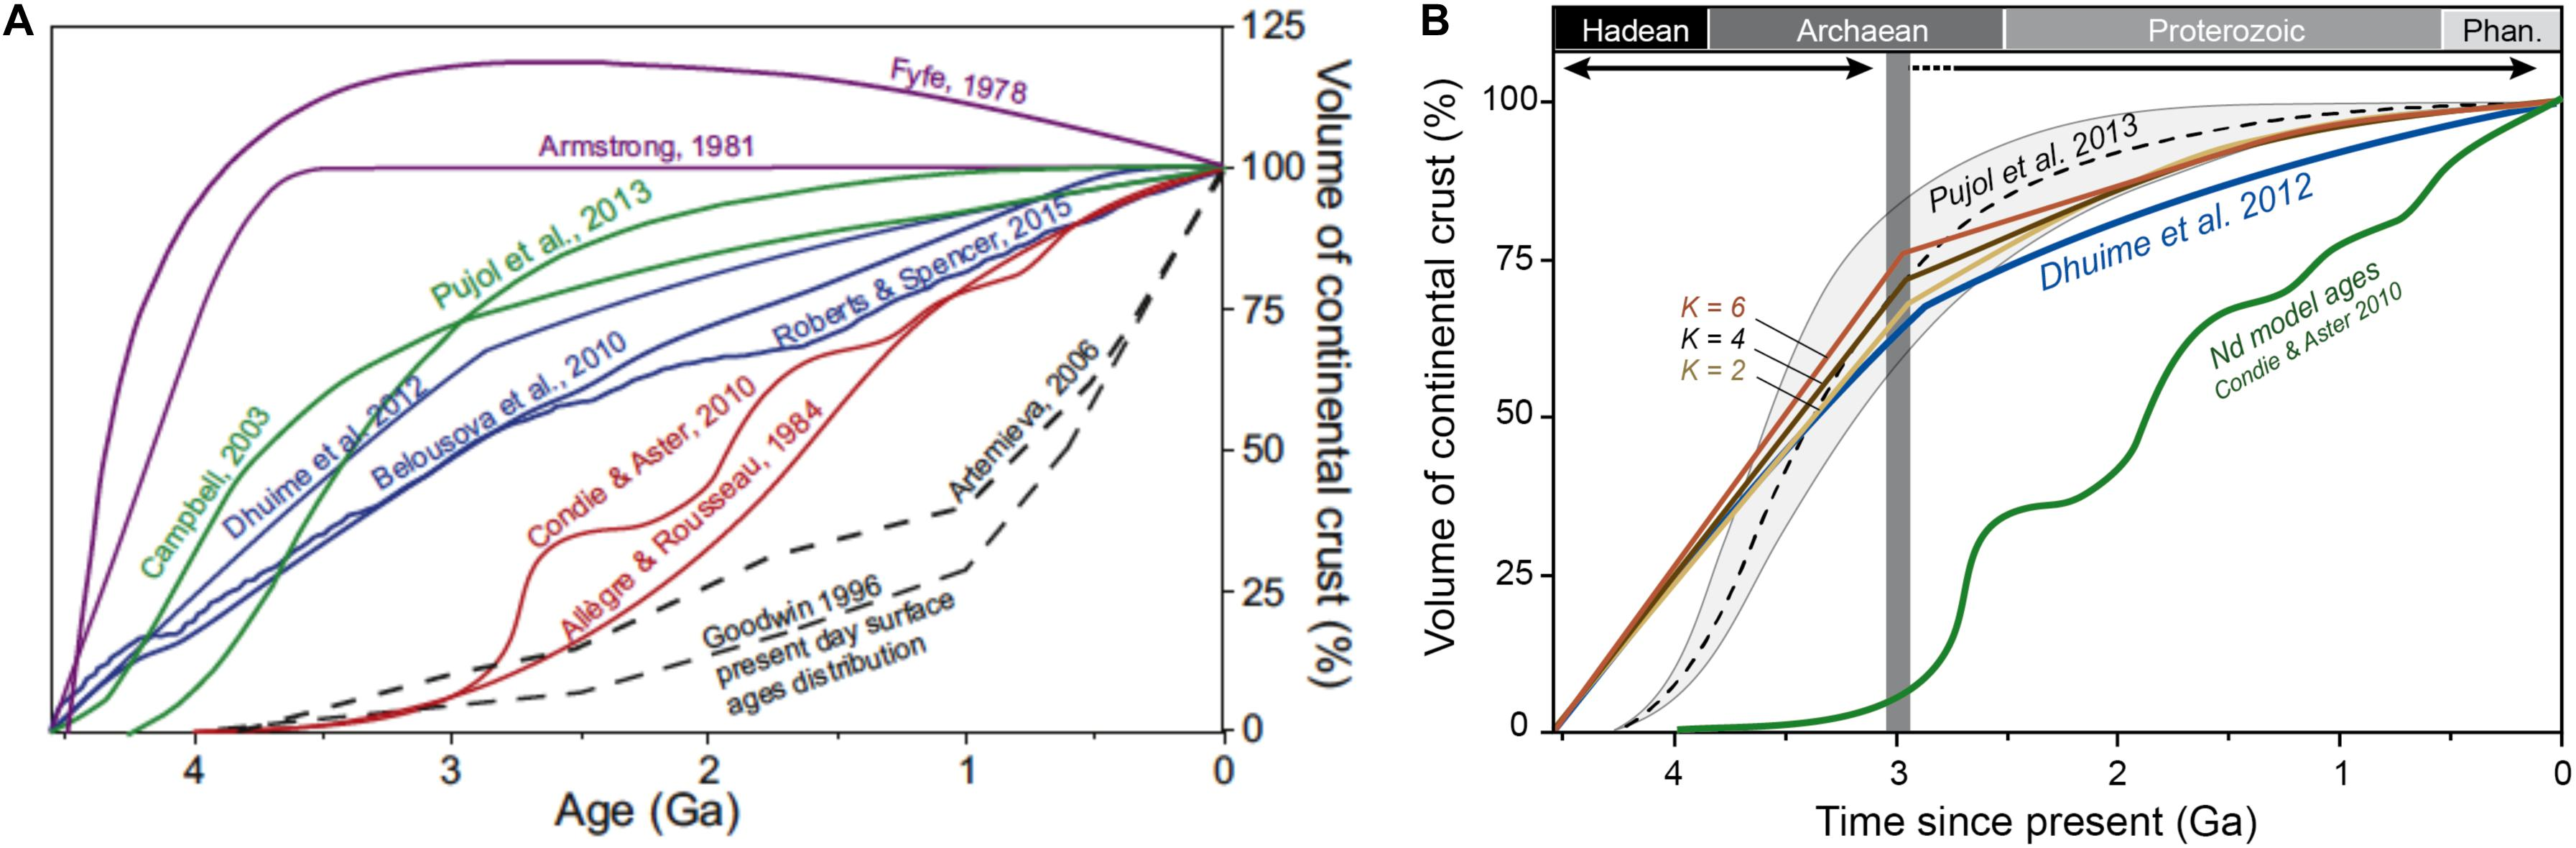 A
125
100
75
50
25
0
Volume of continental crust (%)
Fyfe, 1978
Armstrong, 1981
Pujol et al., 2013
Campbell, 2003
Dhuime et al. 2012
Belousova et al., 2010
Roberts & Spencer, 2015
Condie & Aster, 2010
Allègre & Rousseau, 1984
Artemieva, 2006
Goodwin 1996
present day surface
ages distribution
4
3
2
1
0
Age (Ga)
B
Hadean
Archaean
Proterozoic
Phan.
Volume of continental crust (%)
100
75
50
25
0
Pujol et al. 2013
Dhuime et al. 2012
K = 6
K = 4
K = 2
Nd model ages
Condie & Aster 2010
4
3
2
1
0
Time since present (Ga)